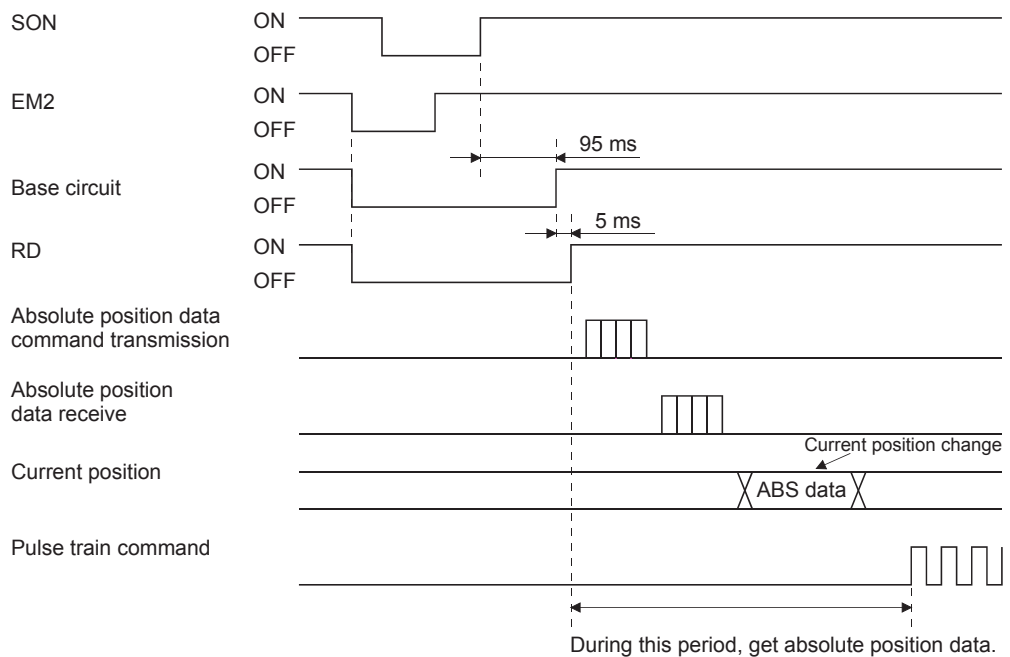 SON
ON
OFF
EM2
ON
OFF
95 ms
Base circuit
ON
OFF
5 ms
RD
ON
OFF
Absolute position data
command transmission
Absolute position
data receive
Current position change
Current position
ABS data
Pulse train command
During this period, get absolute position data.